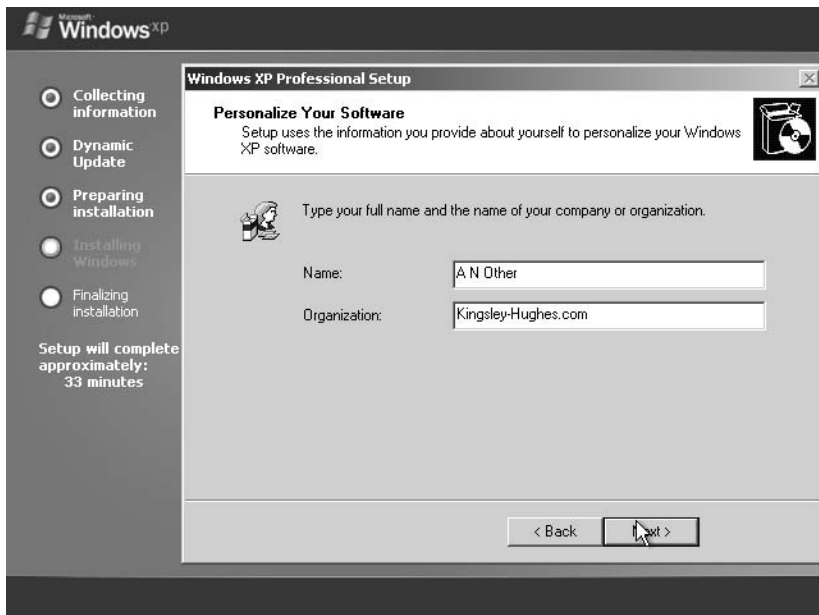 Microsoft
Windows xp
Collecting
information
Dynamic
Update
Preparing
installation
Installing
Windows
Finalizing
installation
Setup will complete
approximately:
33 minutes
Windows XP Professional Setup
Personalize Your Software
Setup uses the information you provide about yourself to personalize your Windows
XP software.
Type your full name and the name of your company or organization.
Name:
A N Other
Organization:
Kingsley-Hughes.com
< Back
Next >